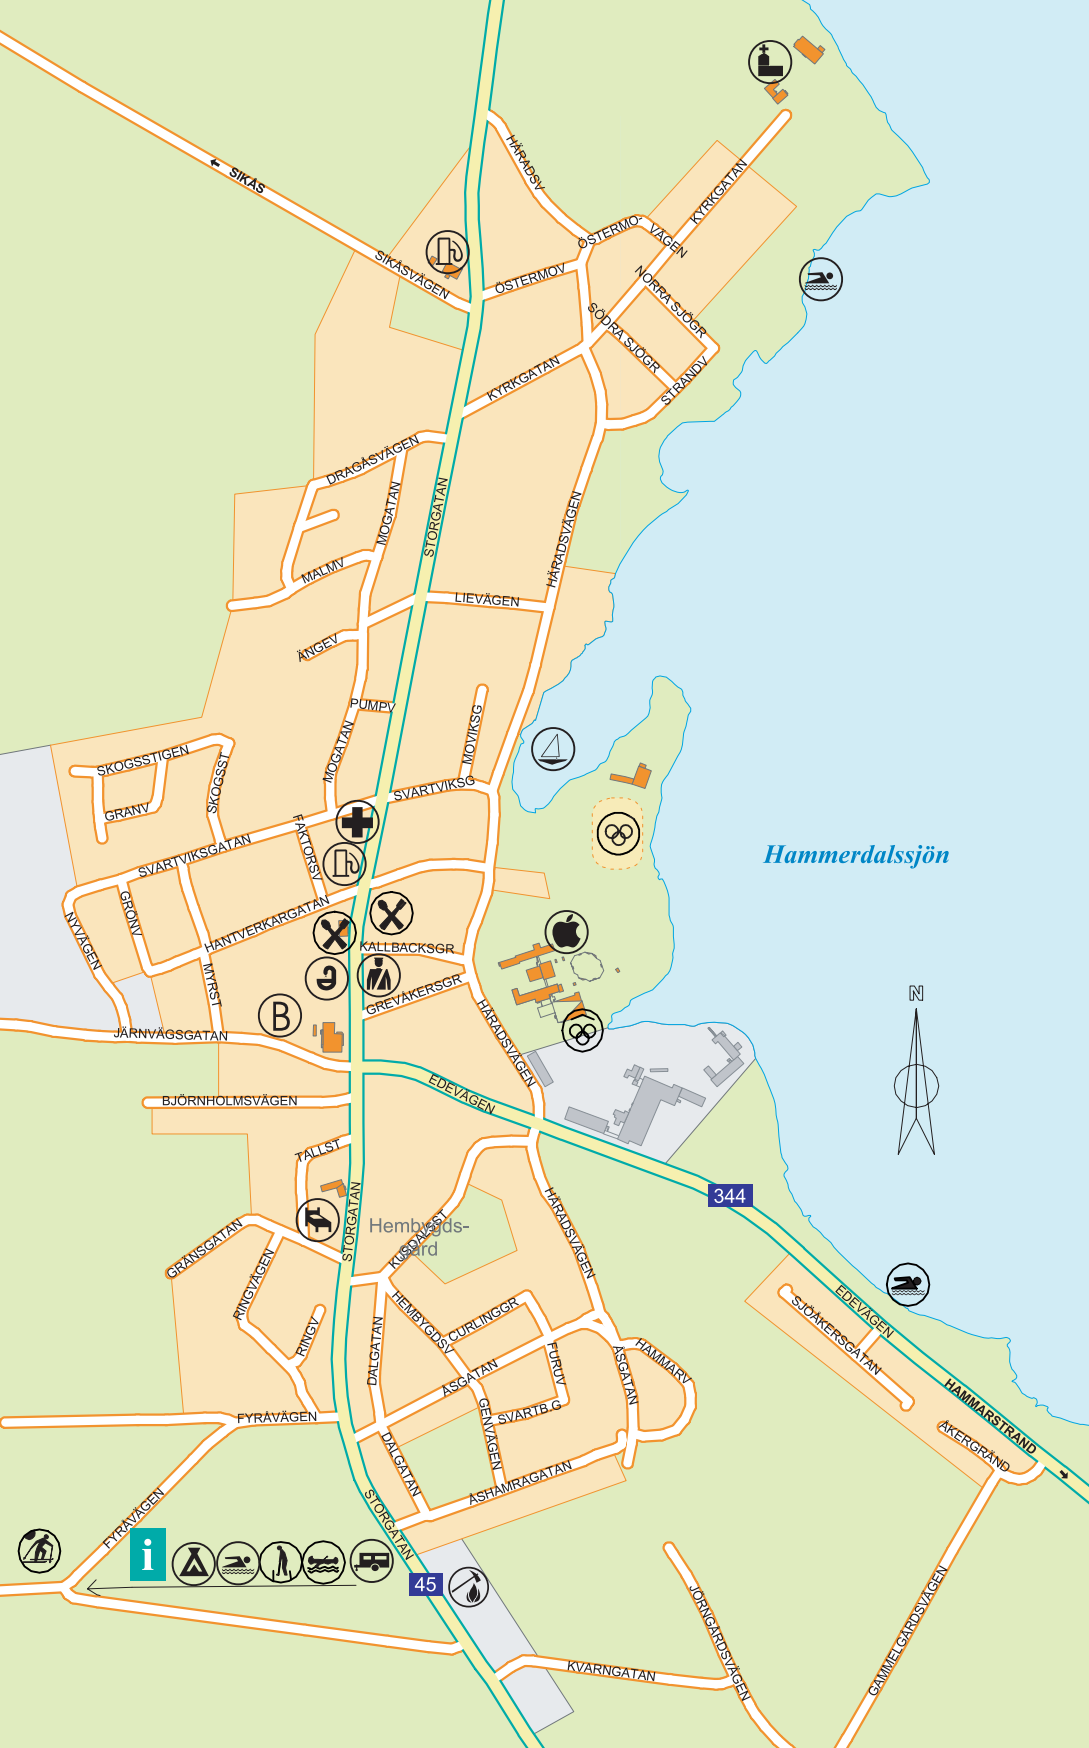 HÄRADSV
SIKÅS
KYRKGATAN
ÖSTERMO-
VÄGEN
SIKÅSVÄGEN
ÖSTERMOV
NORRA SJÖGR
SÖDRA SJÖGR
KYRKGATAN
STRANDV
DRAGÅSVÄGEN
MOGATAN
STORGATAN
HÄRADSVÄGEN
MALMV
LIEVÄGEN
ÄNGEV
PUMPV
MOVIKSG
MOGATAN
SKOGSSTIGEN
SKOGSST
SVARTVIKSG
GRANV
FAKTORSV
SVARTVIKSGATAN
Hammerdalssjön
GRÖNV
NYVÄGEN
HANTVERKARGATAN
KALLBACKSGR
MYRST
GREVÅKERSGR
N
B
HÄRADSVÄGEN
JÄRNVÄGSGATAN
EDEVÄGEN
BJÖRNHOLMSVÄGEN
TALLST
344
STORGATAN
HÄRADSVÄGEN
Hembygds-
gård
KUSDALSST
GRÄNSGATAN
RINGVÄGEN
HEMBYGDSV
CURLINGGR
RINGV
DALGATAN
SJÖÅKERSGATAN
EDEVÄGEN
FURUV
ÅSGATAN
HAMMARV
ÅSGATAN
HAMMARSTRAND
FYRÅVÄGEN
GENVÄGEN
SVARTB.G
DALGATAN
ÅKERGRÄND
ÅSHAMRAGATAN
FYRÅVÄGEN
STORGATAN
i
45
JÖRNGÅRDSVÄGEN
GAMMELGÅRDSVÄGEN
KVARNGATAN